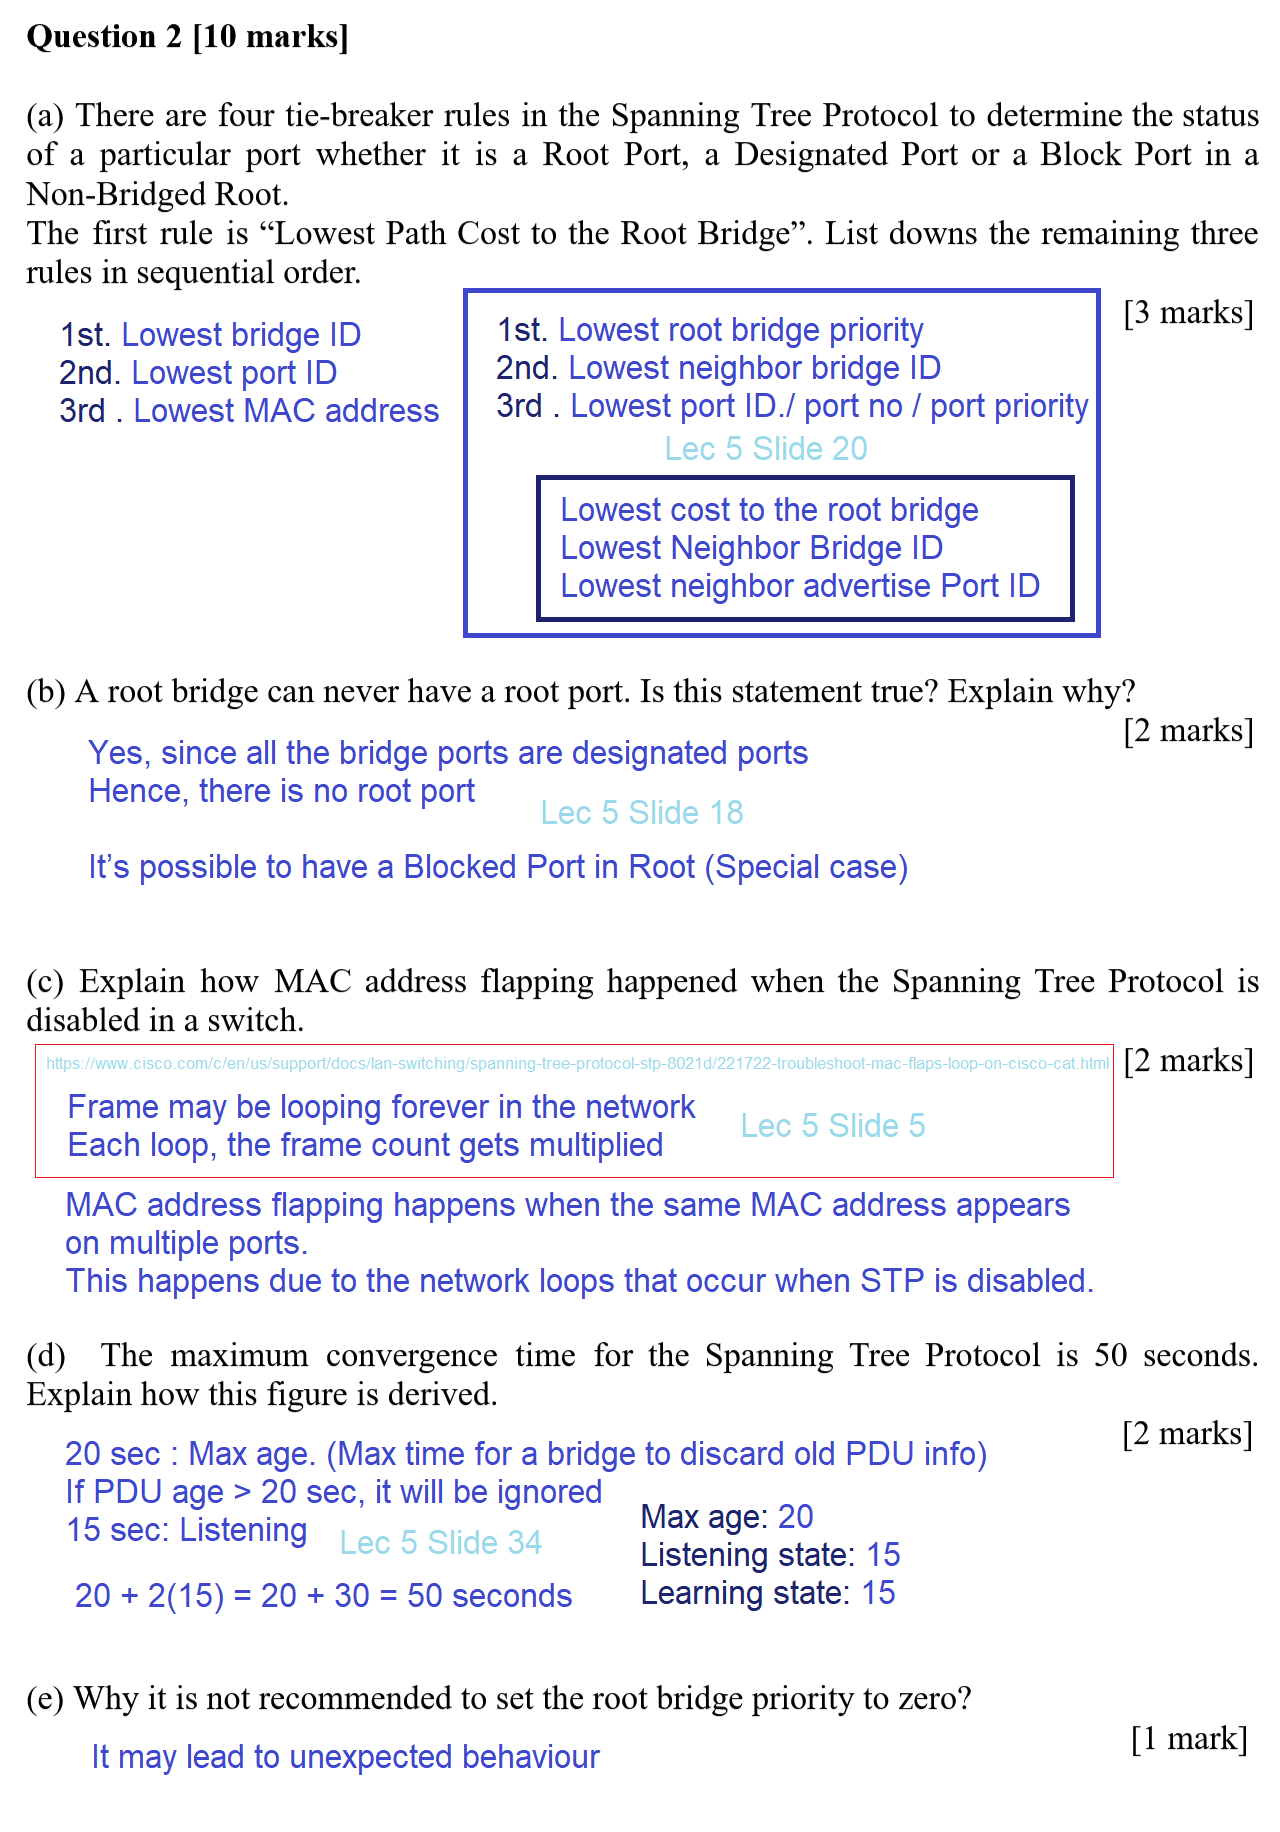 Question 2 [10 marks]
(a) There are four tie-breaker rules in the Spanning Tree Protocol to determine the status
of a particular port whether it is a Root Port, a Designated Port or a Block Port in a
Non-Bridged Root.
The first rule is “Lowest Path Cost to the Root Bridge”. List downs the remaining three
rules in sequential order.
[3 marks]
1st. Lowest bridge ID
2nd. Lowest port ID
3rd . Lowest MAC address
1st. Lowest root bridge priority
2nd. Lowest neighbor bridge ID
3rd . Lowest port ID./ port no / port priority
Lec 5 Slide 20
Lowest cost to the root bridge
Lowest Neighbor Bridge ID
Lowest neighbor advertise Port ID
(b) A root bridge can never have a root port. Is this statement true? Explain why?
[2 marks]
Yes, since all the bridge ports are designated ports
Hence, there is no root port
Lec 5 Slide 18
It’s possible to have a Blocked Port in Root (Special case)
(c) Explain how MAC address flapping happened when the Spanning Tree Protocol is
disabled in a switch.
[2 marks]
https://www.cisco.com/c/en/us/support/docs/lan-switching/spanning-tree-protocol-stp-8021d/221722-troubleshoot-mac-flaps-loop-on-cisco-cat.html
Frame may be looping forever in the network
Each loop, the frame count gets multiplied
Lec 5 Slide 5
MAC address flapping happens when the same MAC address appears
on multiple ports.
This happens due to the network loops that occur when STP is disabled.
(d) The maximum convergence time for the Spanning Tree Protocol is 50 seconds.
Explain how this figure is derived.
[2 marks]
20 sec : Max age. (Max time for a bridge to discard old PDU info)
If PDU age > 20 sec, it will be ignored
15 sec: Listening
Lec 5 Slide 34
20 + 2(15) = 20 + 30 = 50 seconds
Max age: 20
Listening state: 15
Learning state: 15
(e) Why it is not recommended to set the root bridge priority to zero?
[1 mark]
It may lead to unexpected behaviour